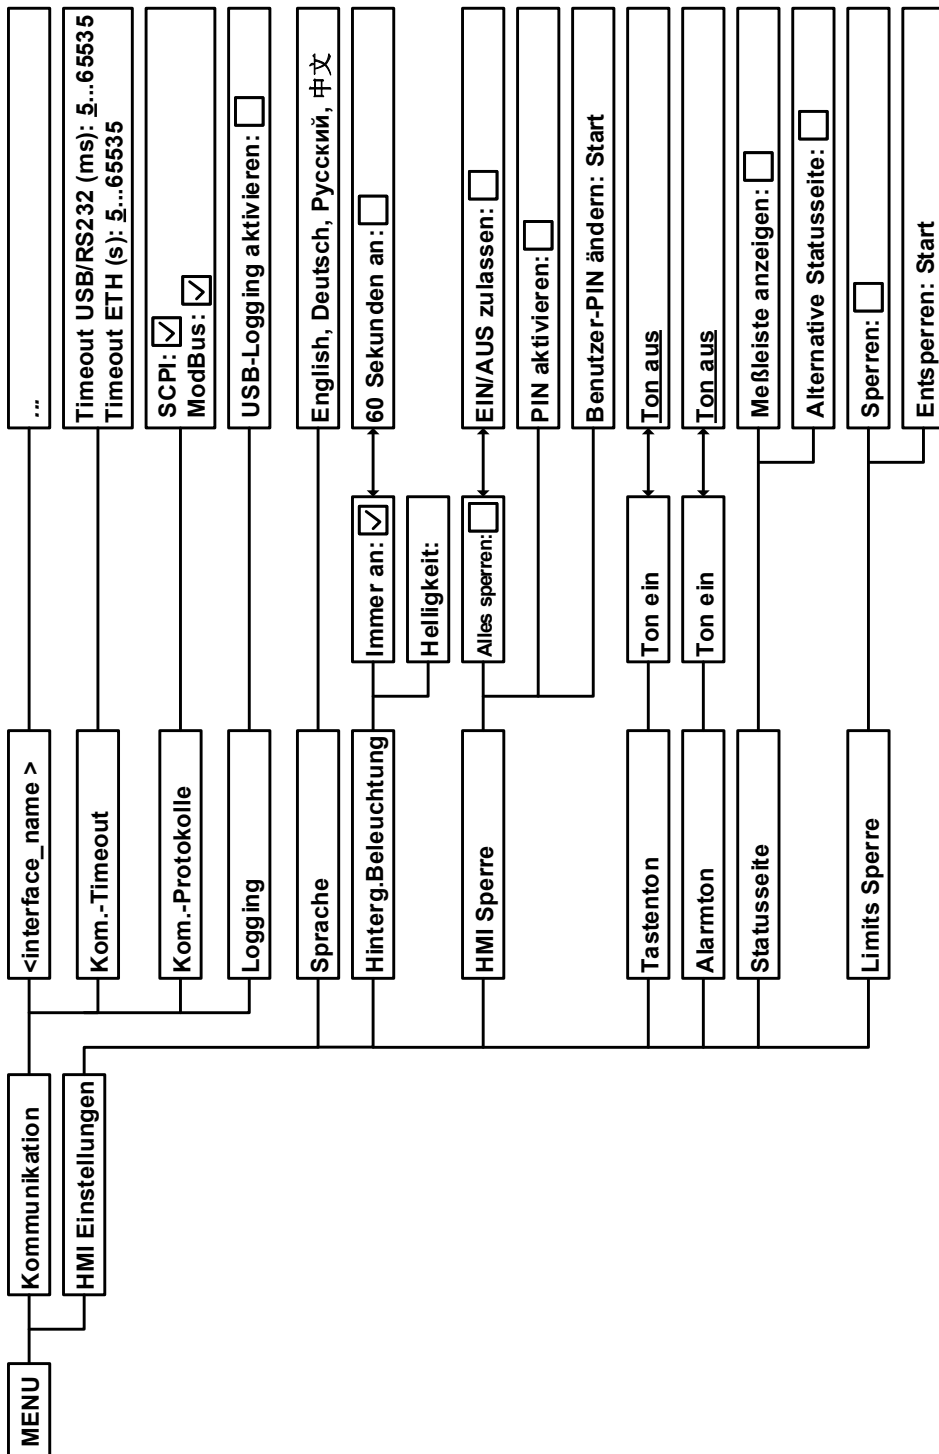 MENU
Kommunikation
<interface_name >
...
Kom.-Timeout
Timeout USB/RS232 (ms): 5...65535
Timeout ETH (s): 5...65535
Kom.-Protokolle
SCPI:
ModBus:
Logging
USB-Logging aktivieren:
HMI Einstellungen
Sprache
English, Deutsch, Русский, 中文
Hinterg.Beleuchtung
Immer an:
60 Sekunden an:
Helligkeit:
HMI Sperre
Alles sperren:
EIN/AUS zulassen:
PIN aktivieren:
Benutzer-PIN ändern: Start
Tastenton
Ton ein
Ton aus
Alarmton
Ton ein
Ton aus
Statusseite
Meßleiste anzeigen:
Alternative Statusseite:
Limits Sperre
Sperren:
Entsperren: Start